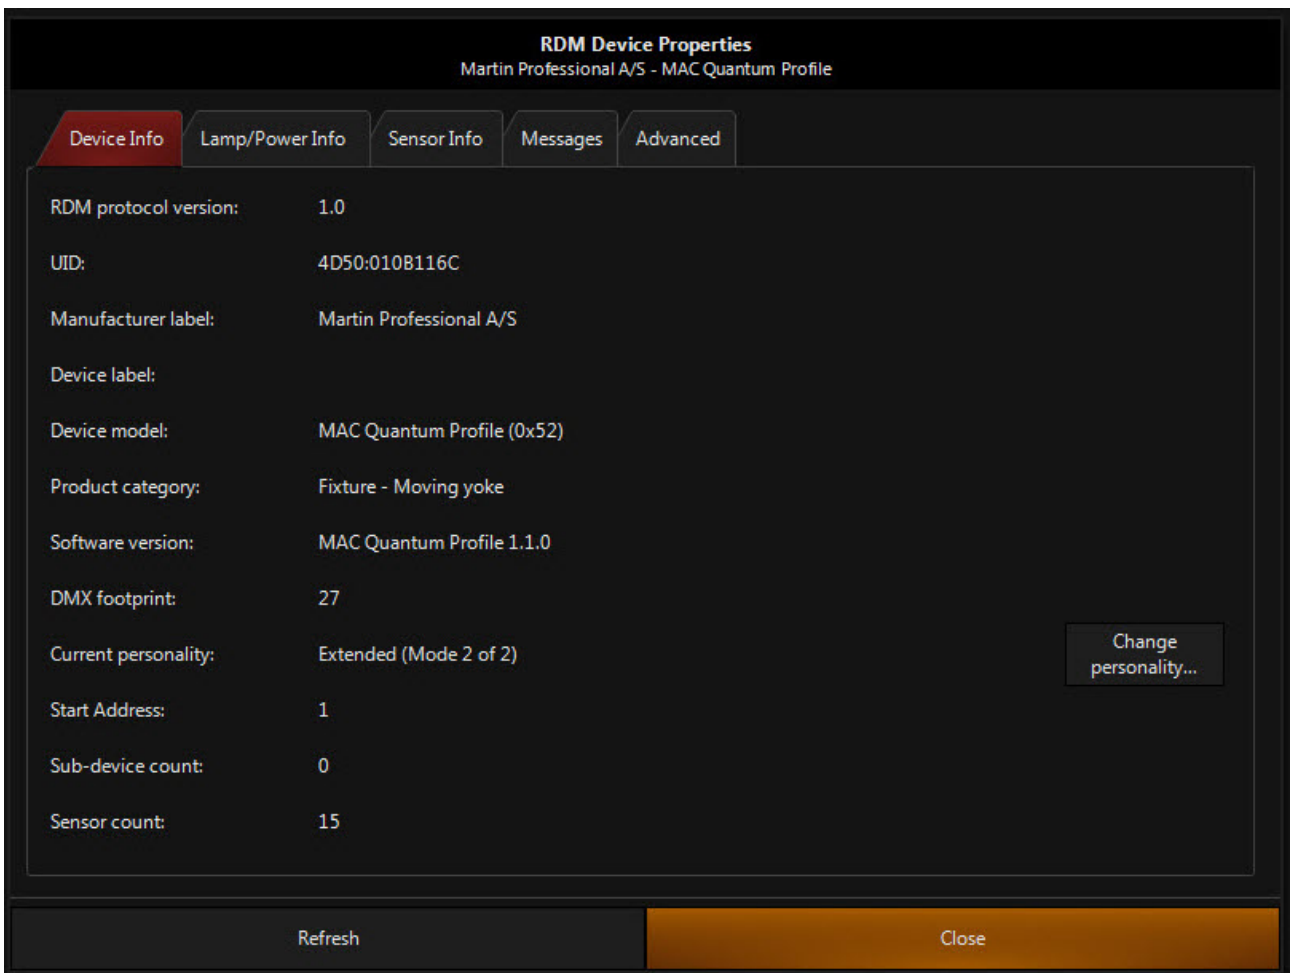 RDM Device Properties
Martin Professional A/S - MAC Quantum Profile
Device Info Lamp/Power Info Sensor Info Messages Advanced
RDM protocol version: 1.0
UID: 4D50:010B116C
Manufacturer label: Martin Professional A/S
Device label:
Device model: MAC Quantum Profile (0x52)
Product category: Fixture - Moving yoke
Software version: MAC Quantum Profile 1.1.0
DMX footprint: 27
Current personality: Extended (Mode 2 of 2)
Change
personality...
Start Address: 1
Sub-device count: 0
Sensor count: 15
Refresh Close